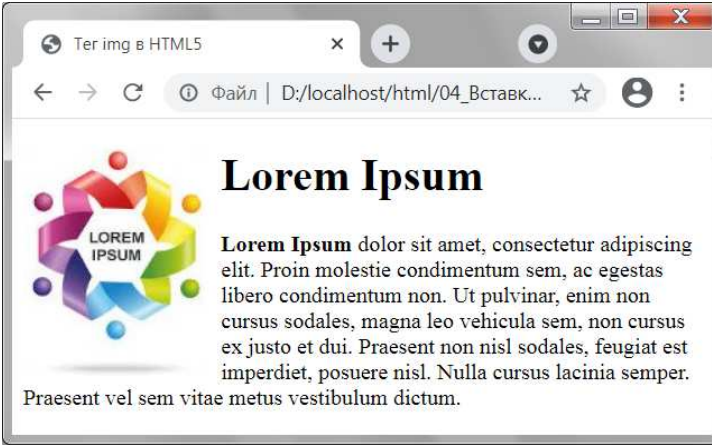 Тег img в HTML5
Файл | D:/localhost/html/04_Вставк...
LOREM
IPSUM
Lorem Ipsum
Lorem Ipsum dolor sit amet, consectetur adipiscing
elit. Proin molestie condimentum sem, ac egestas
libero condimentum non. Ut pulvinar, enim non
cursus sodales, magna leo vehicula sem, non cursus
ex justo et dui. Praesent non nisl sodales, feugiat est
imperdiet, posuere nisl. Nulla cursus lacinia semper.
Praesent vel sem vitae metus vestibulum dictum.